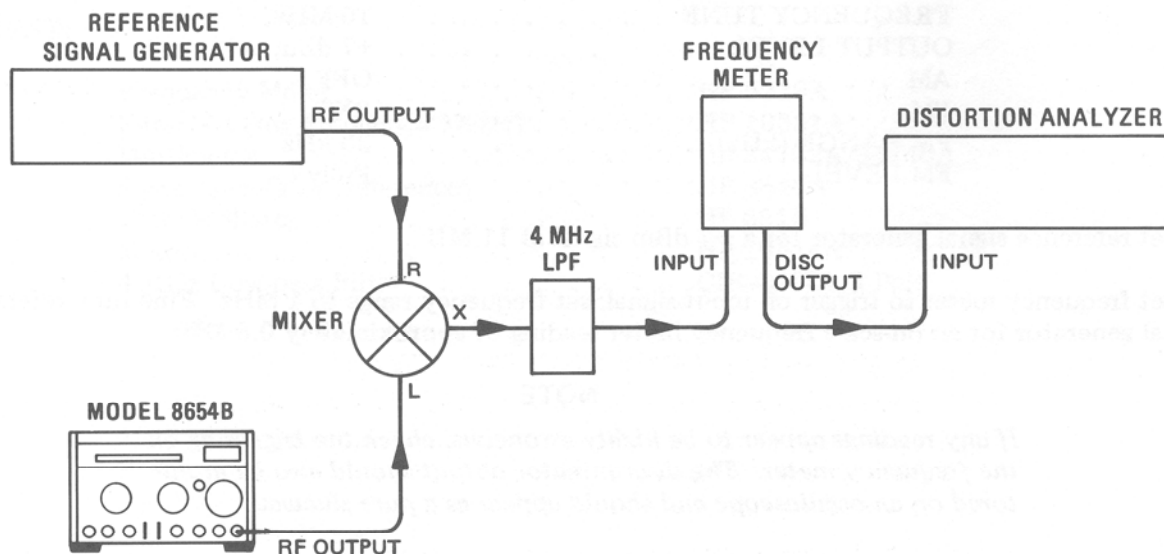 REFERENCE
SIGNAL GENERATOR
RF OUTPUT
FREQUENCY
METER
DISTORTION ANALYZER
4 MHz
LPF
INPUT
DISC
OUTPUT
INPUT
R
MIXER
X
L
MODEL 8654B
RF OUTPUT